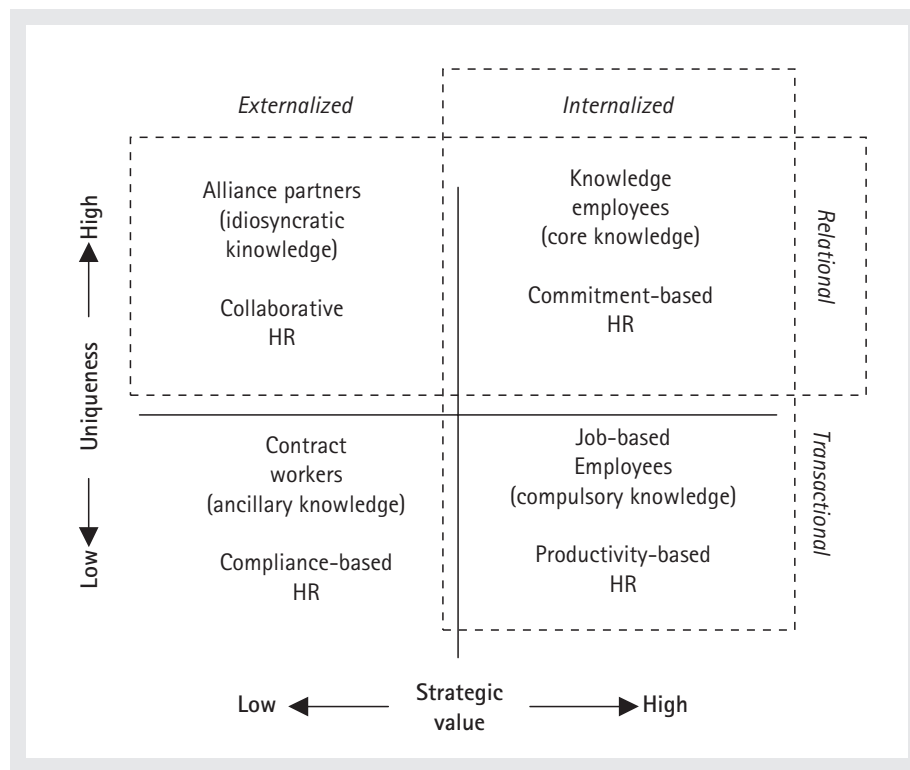 Externalized
Internalized
Alliance partners
(idiosyncratic
kinowledge)
Collaborative
HR
Knowledge
employees
(core knowledge)
Commitment-based
HR
Relational
High
Uniqueness
Low
Contract
workers
(ancillary knowledge)
Compliance-based
HR
Job-based
Employees
(compulsory knowledge)
Productivity-based
HR
Transactional
Low
Strategic
value
High